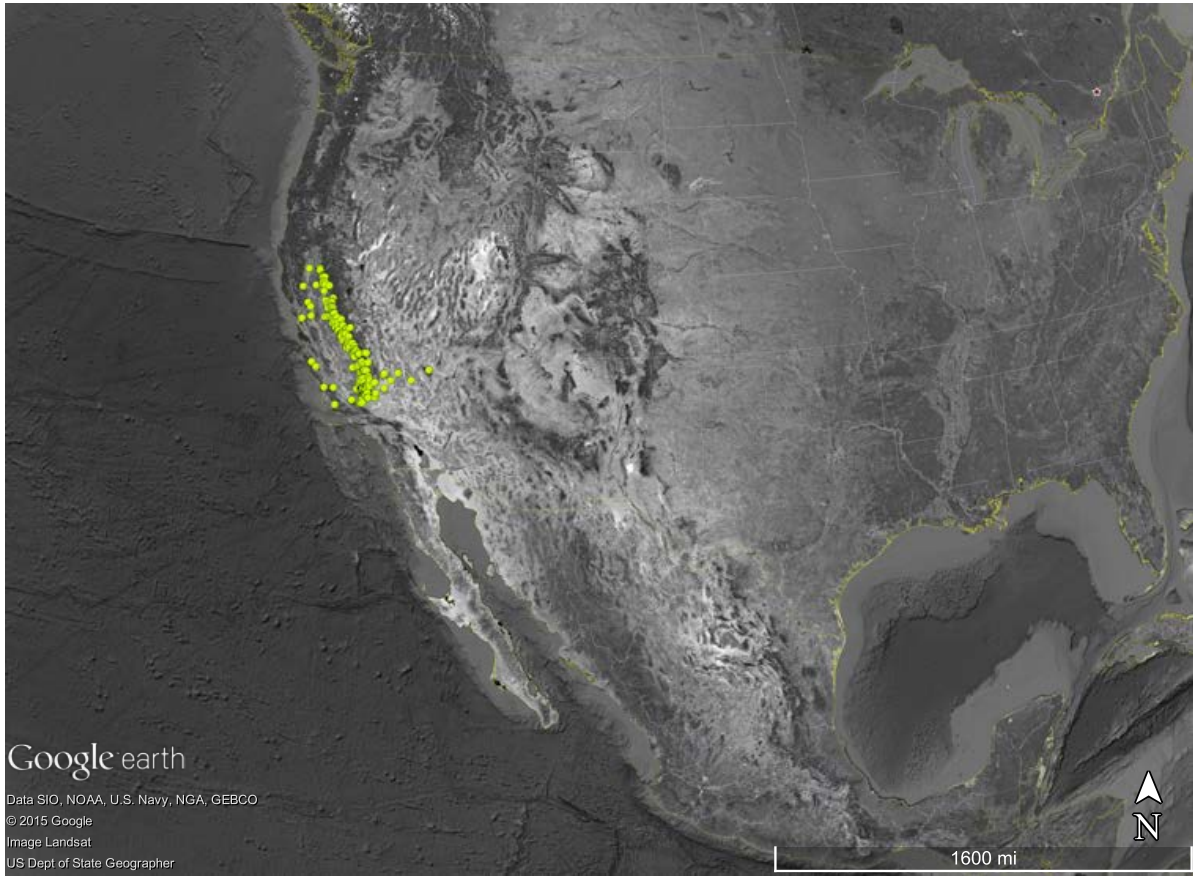 Google earth
Data SIO, NOAA, U.S. Navy, NGA, GEBCO
© 2015 Google
Image Landsat
US Dept of State Geographer
N
1600 mi